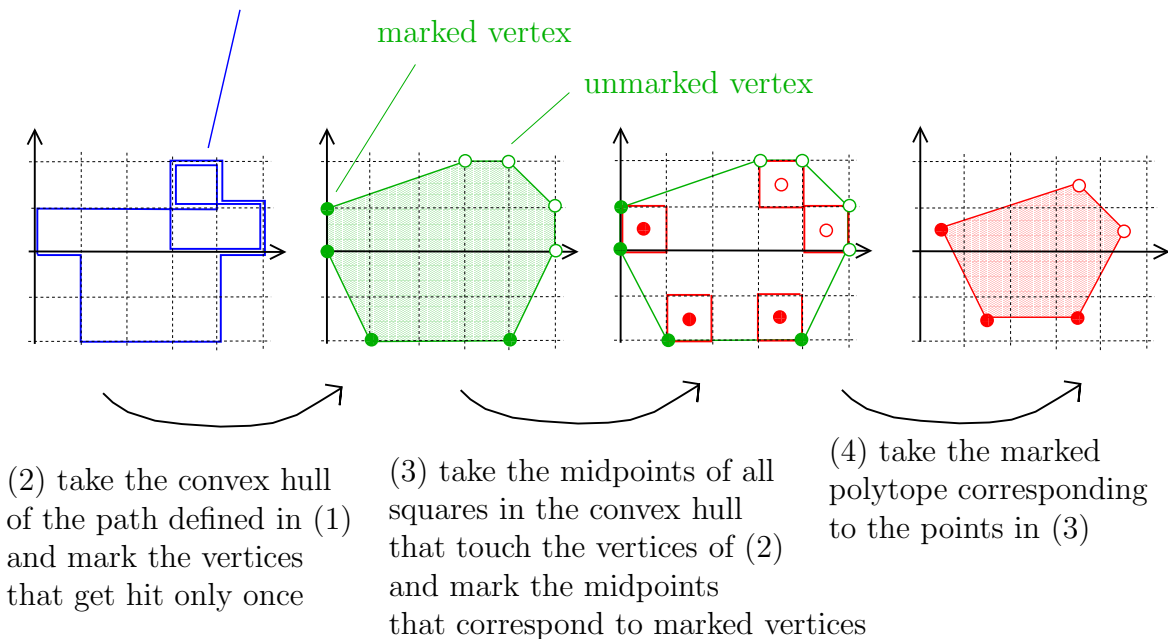 marked vertex
unmarked vertex
(2) take the convex hull
of the path defined in (1)
and mark the vertices
that get hit only once
(3) take the midpoints of all
squares in the convex hull
that touch the vertices of (2)
and mark the midpoints
that correspond to marked vertices
(4) take the marked
polytope corresponding
to the points in (3)